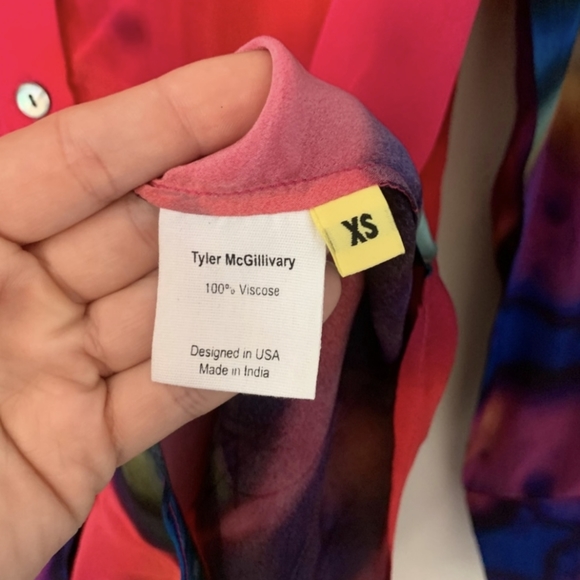 Tyler McGillivary
XS
100% Viscose
Designed in USA
Made in India